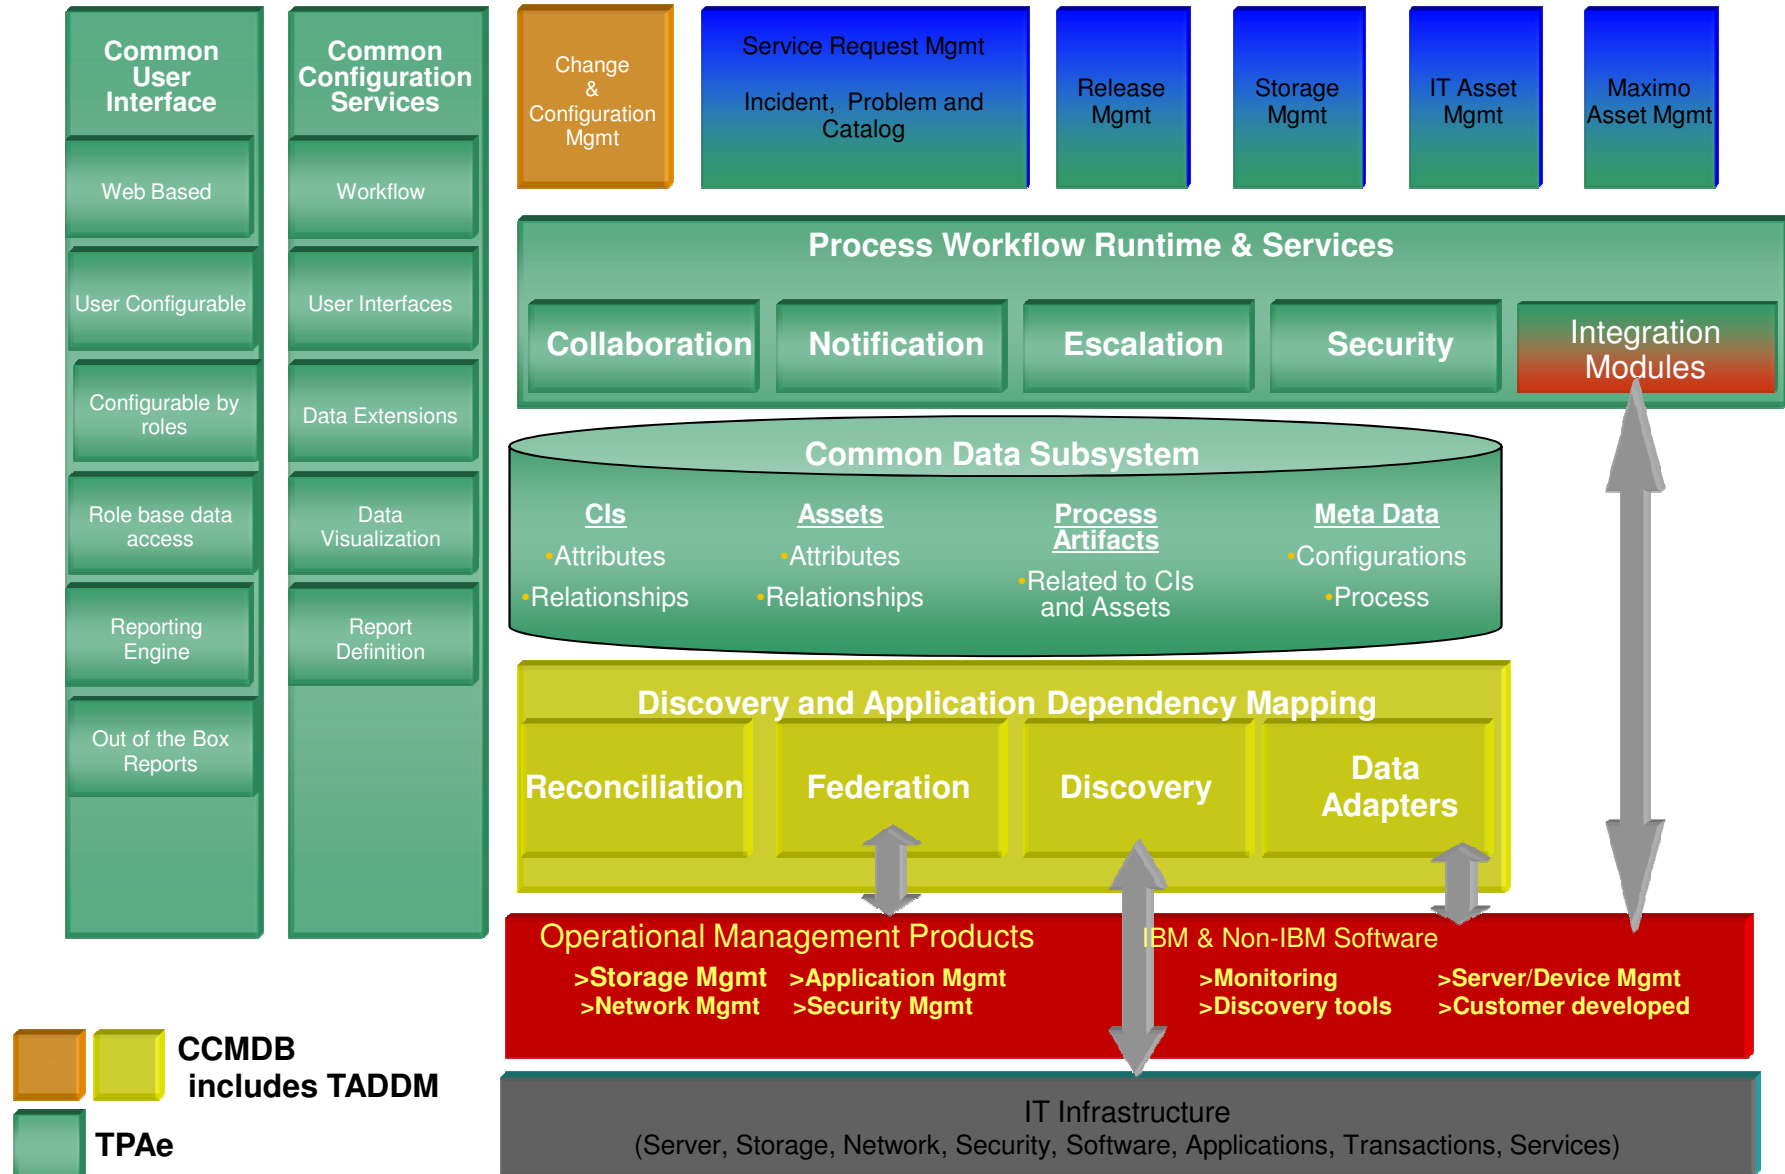 Common
User
Interface
Web Based
User Configurable
Configurable by
roles
Role base data
access
Reporting
Engine
Out of the Box
Reports
Common
Configuration
Services
Workflow
User Interfaces
Data Extensions
Data
Visualization
Report
Definition
Change
&
Configuration
Mgmt
Service Request Mgmt
Incident, Problem and
Catalog
Release
Mgmt
Storage
Mgmt
IT Asset
Mgmt
Maximo
Asset Mgmt
Process Workflow Runtime & Services
Collaboration
Notification
Escalation
Security
Integration
Modules
Common Data Subsystem
CIs
•Attributes
•Relationships
Assets
•Attributes
•Relationships
Process
Artifacts
•Related to CIs
and Assets
Meta Data
•Configurations
•Process
Discovery and Application Dependency Mapping
Reconciliation
Federation
Discovery
Data
Adapters
Operational Management Products
>Storage Mgmt >Application Mgmt
>Network Mgmt >Security Mgmt
IBM & Non-IBM Software
>Monitoring >Server/Device Mgmt
>Discovery tools >Customer developed
IT Infrastructure
(Server, Storage, Network, Security, Software, Applications, Transactions, Services)
CCMDB
includes TADDM
TPAe